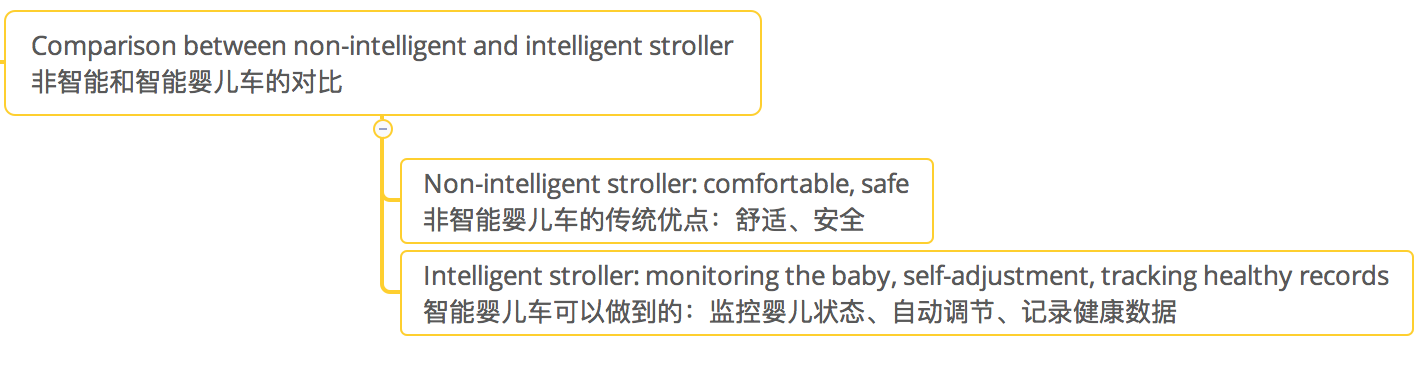 Comparison between non-intelligent and intelligent stroller
非智能和智能婴儿车的对比
Non-intelligent stroller: comfortable, safe
非智能婴儿车的传统优点：舒适、安全
Intelligent stroller: monitoring the baby, self-adjustment, tracking healthy records
智能婴儿车可以做到的：监控婴儿状态、自动调节、记录健康数据